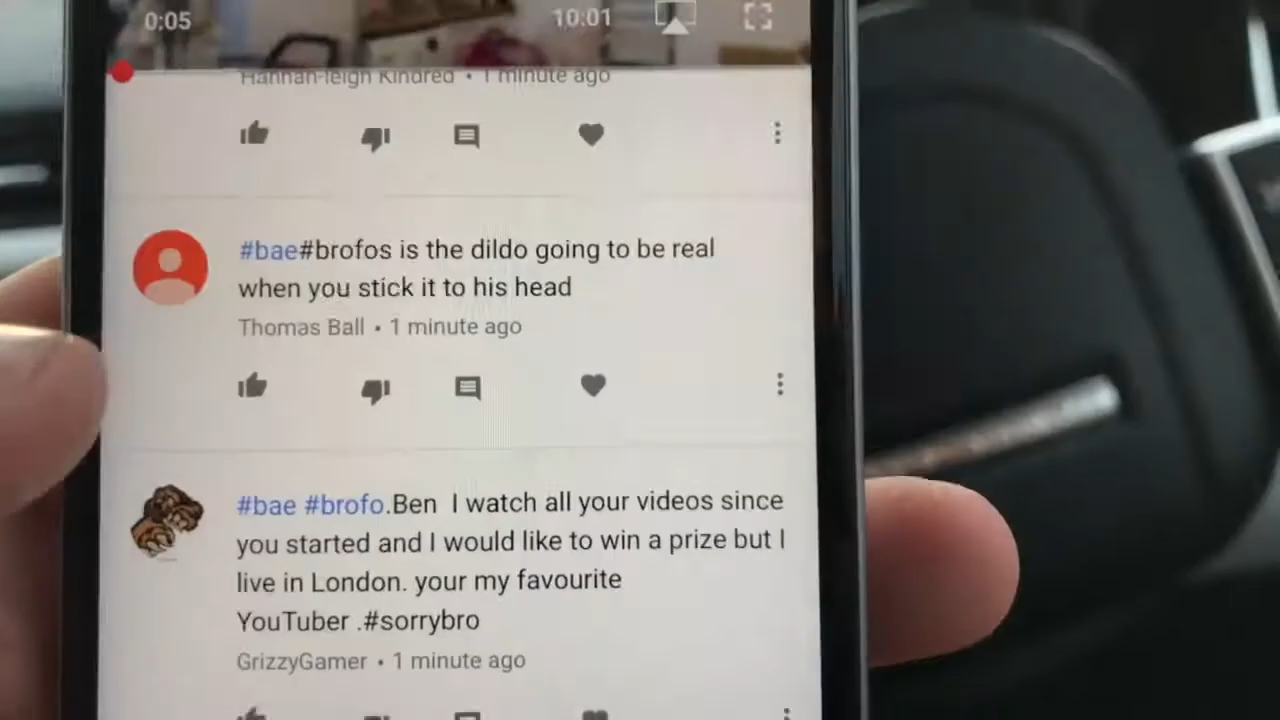 0:05
10:01
Hannah-leigh Kindred • 1 minute ago
#bae#brofos is the dildo going to be real
when you stick it to his head
Thomas Ball • 1 minute ago
#bae #brofo.Ben I watch all your videos since
you started and I would like to win a prize but I
live in London. your my favourite
YouTuber .#sorrybro
GrizzyGamer • 1 minute ago